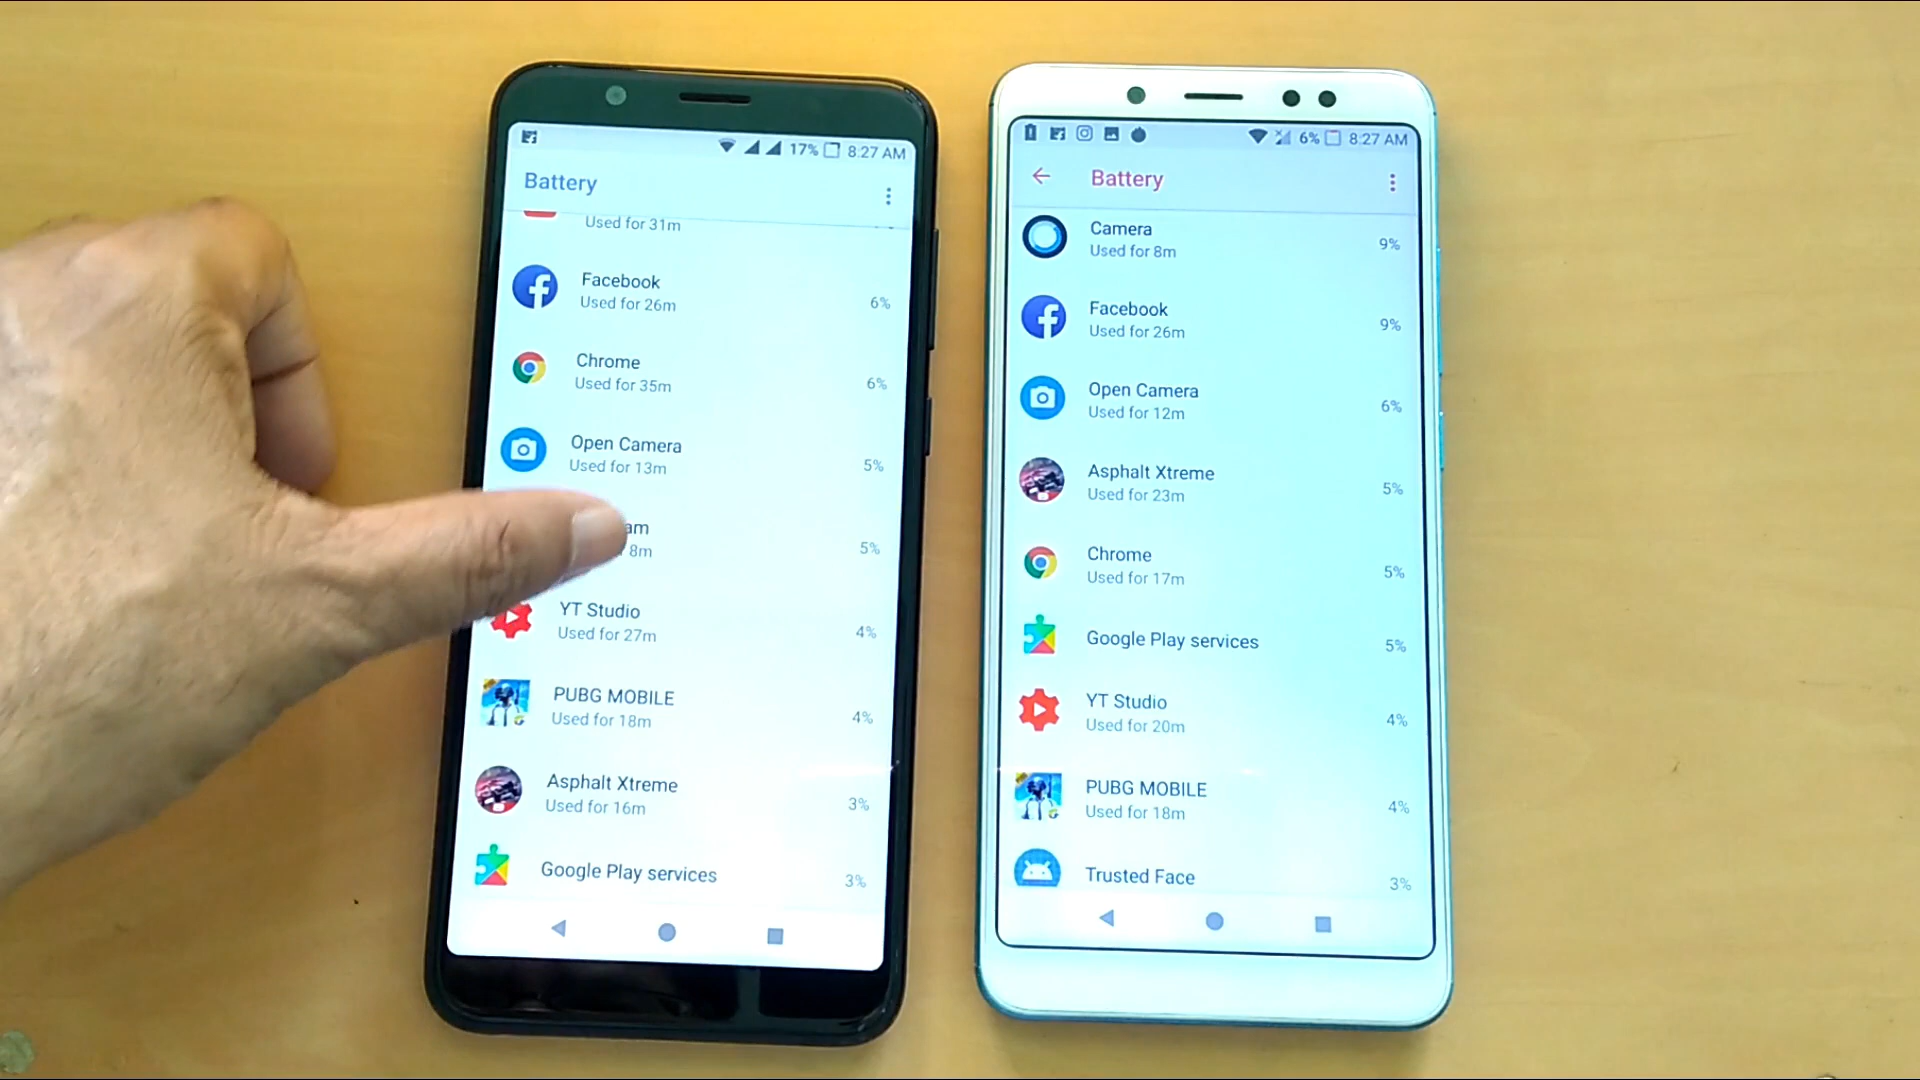 17% 8:27 AM
Battery
Used for 31m
Facebook
Used for 26m
6%
Chrome
Used for 35m
6%
Open Camera
Used for 13m
5%
am
8m
5%
YT Studio
Used for 27m
4%
PUBG MOBILE
Used for 18m
4%
Asphalt Xtreme
Used for 16m
3%
Google Play services
3%
6% 8:27 AM
Battery
Camera
Used for 8m
9%
Facebook
Used for 26m
9%
Open Camera
Used for 12m
6%
Asphalt Xtreme
Used for 23m
5%
Chrome
Used for 17m
5%
Google Play services
5%
YT Studio
Used for 20m
4%
PUBG MOBILE
Used for 18m
4%
Trusted Face
3%